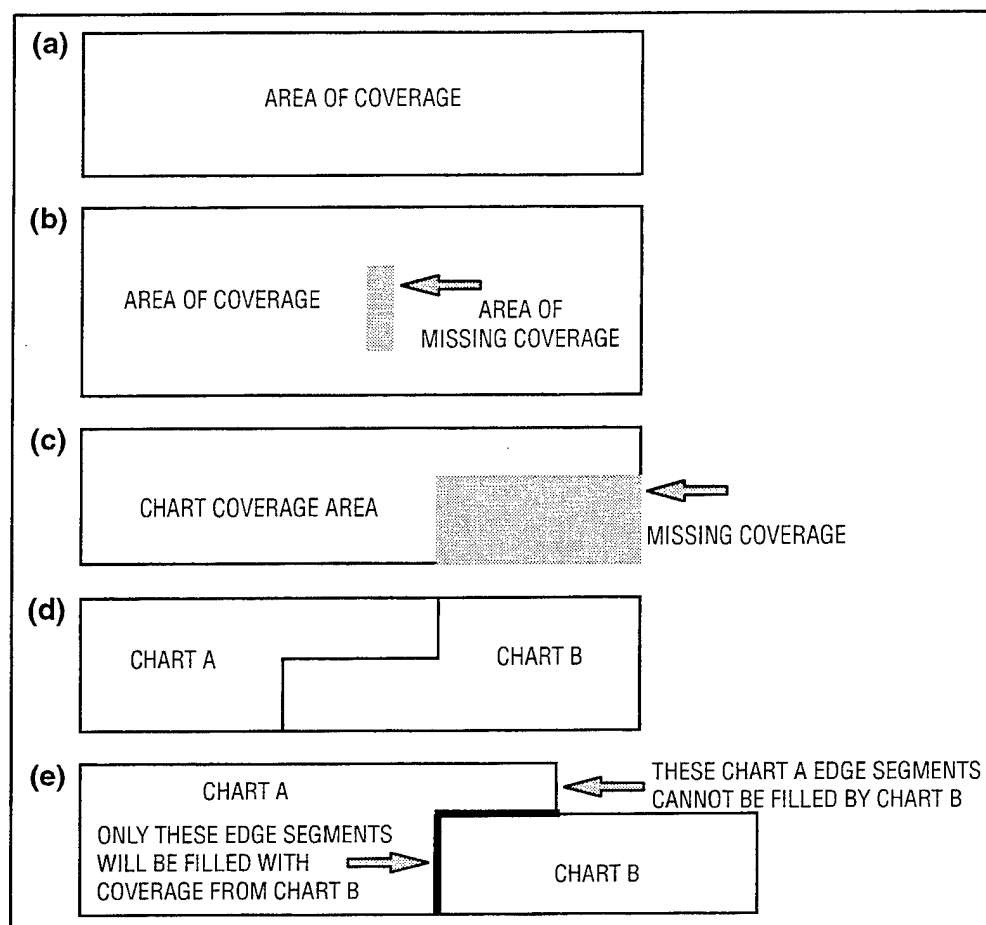 (a)
AREA OF COVERAGE
(b)
AREA OF COVERAGE
AREA OF
MISSING COVERAGE
(c)
CHART COVERAGE AREA
MISSING COVERAGE
(d)
CHART A
CHART B
(e)
CHART A
THESE CHART A EDGE SEGMENTS
CANNOT BE FILLED BY CHART B
ONLY THESE EDGE SEGMENTS
WILL BE FILLED WITH
COVERAGE FROM CHART B
CHART B